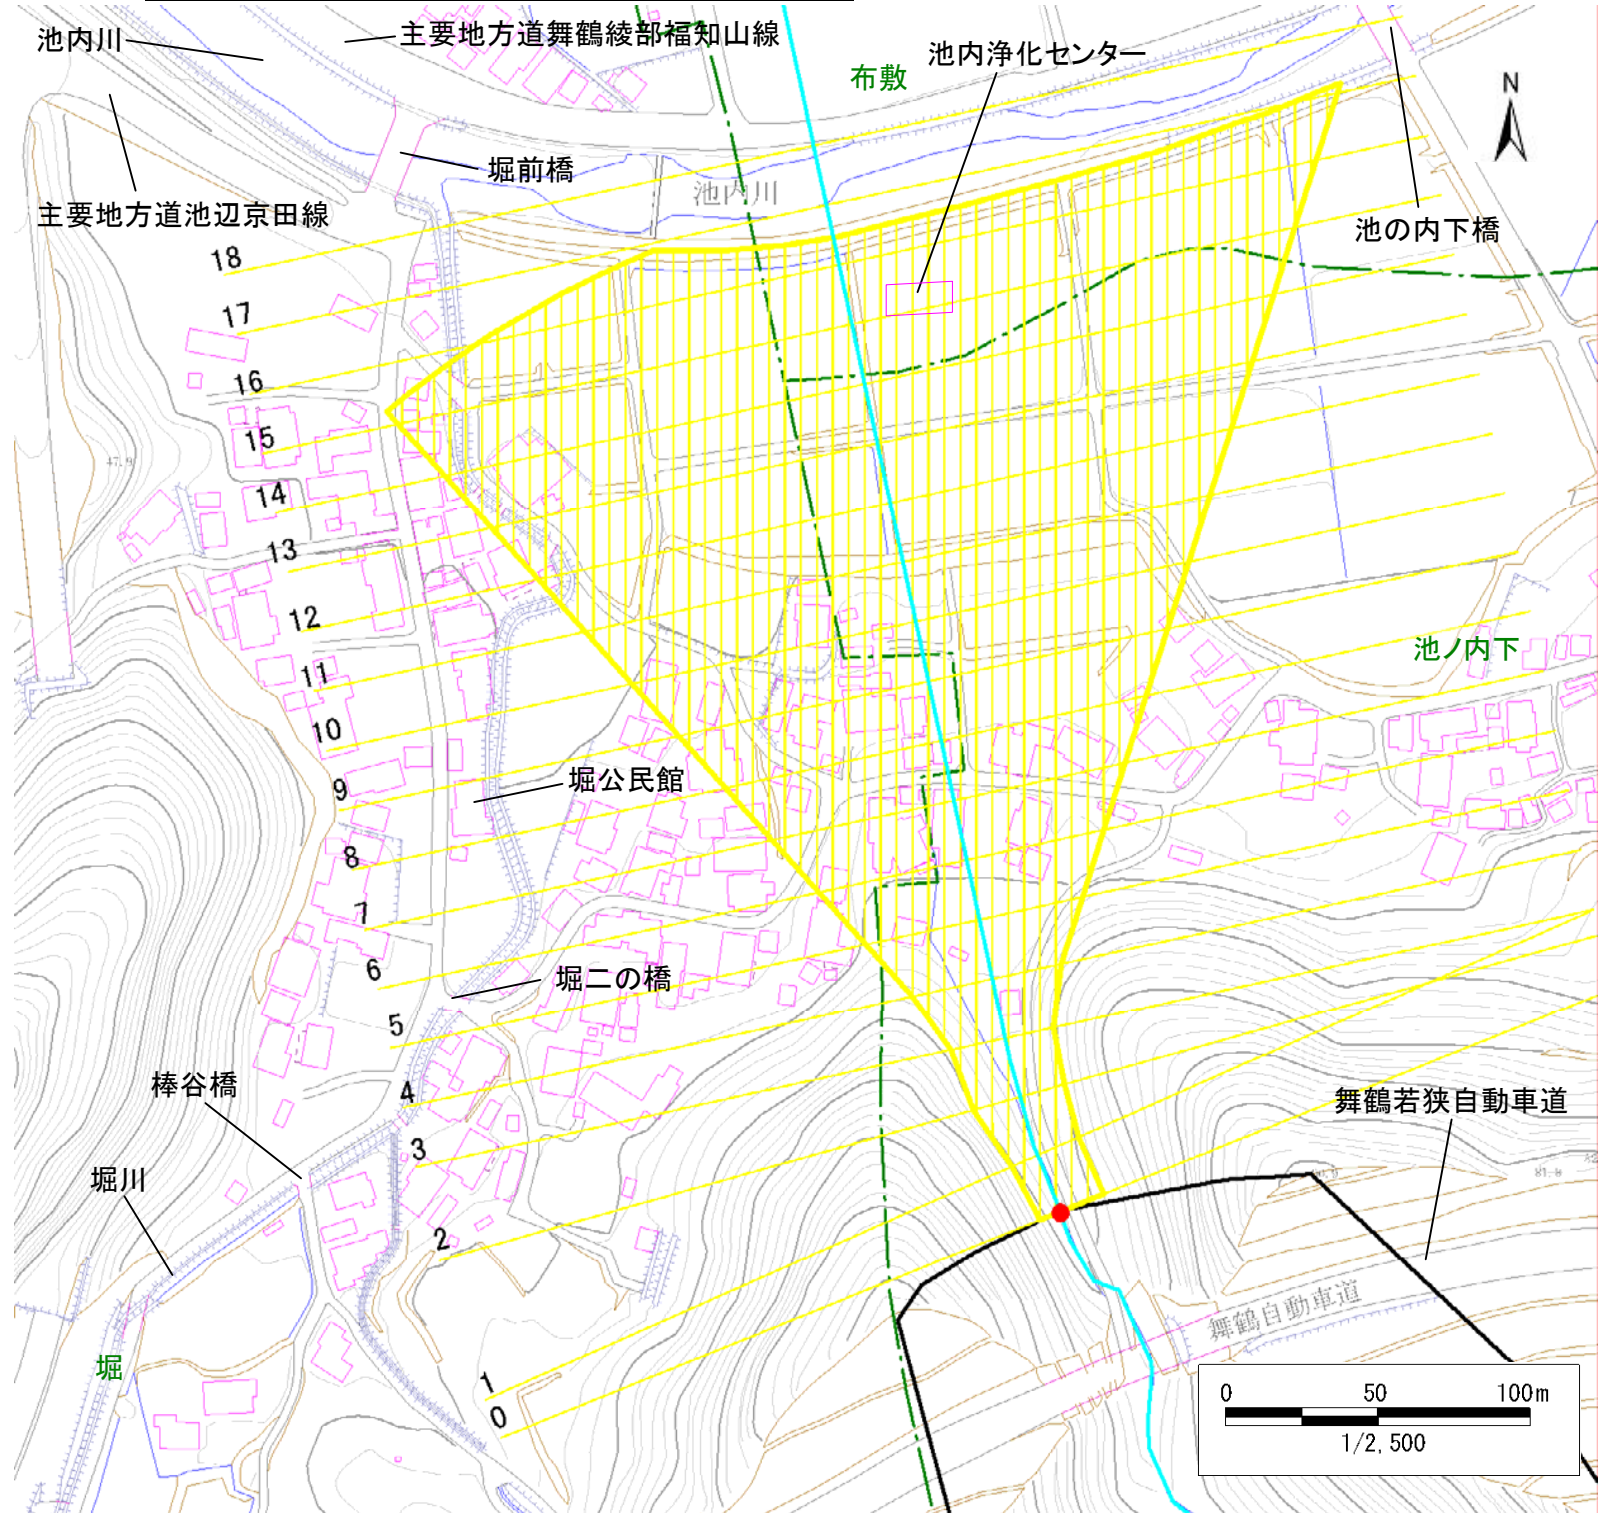 池内川
主要地方道舞鶴綾部福知山線
布敷
池内浄化センター
N
堀前橋
池内川
主要地方道池辺京田線
池の内下橋
18
17
16
15
47.9
14
13
12
池ノ内下
11
10
9
堀公民館
8
7
6
堀二の橋
5
棒谷橋
4
舞鶴若狭自動車道
3
堀川
81.8
2
舞鶴自動車道
堀
1
0
0 50 100m
1/2,500